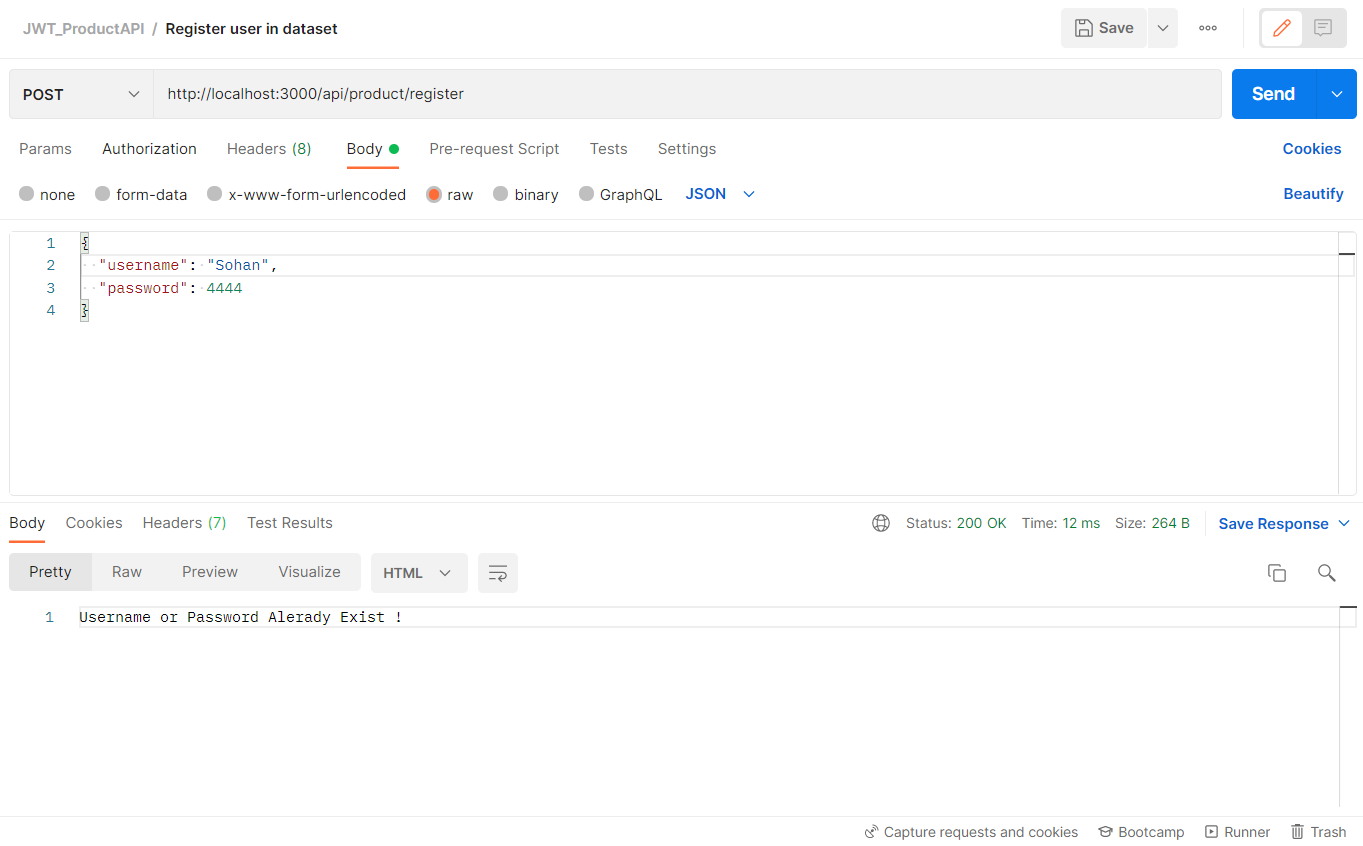 JWT_ProductAPI / Register user in dataset
Save
POST
http://localhost:3000/api/product/register
Send
Params Authorization Headers (8) Body Pre-request Script Tests Settings Cookies
none form-data x-www-form-urlencoded raw binary GraphQL JSON Beautify
1 {
2 "username": "Sohan",
3 "password": 4444
4 }
Body Cookies Headers (7) Test Results Status: 200 OK Time: 12 ms Size: 264 B Save Response
Pretty Raw Preview Visualize HTML
1 Username or Password Alerady Exist !
Capture requests and cookies Bootcamp Runner Trash